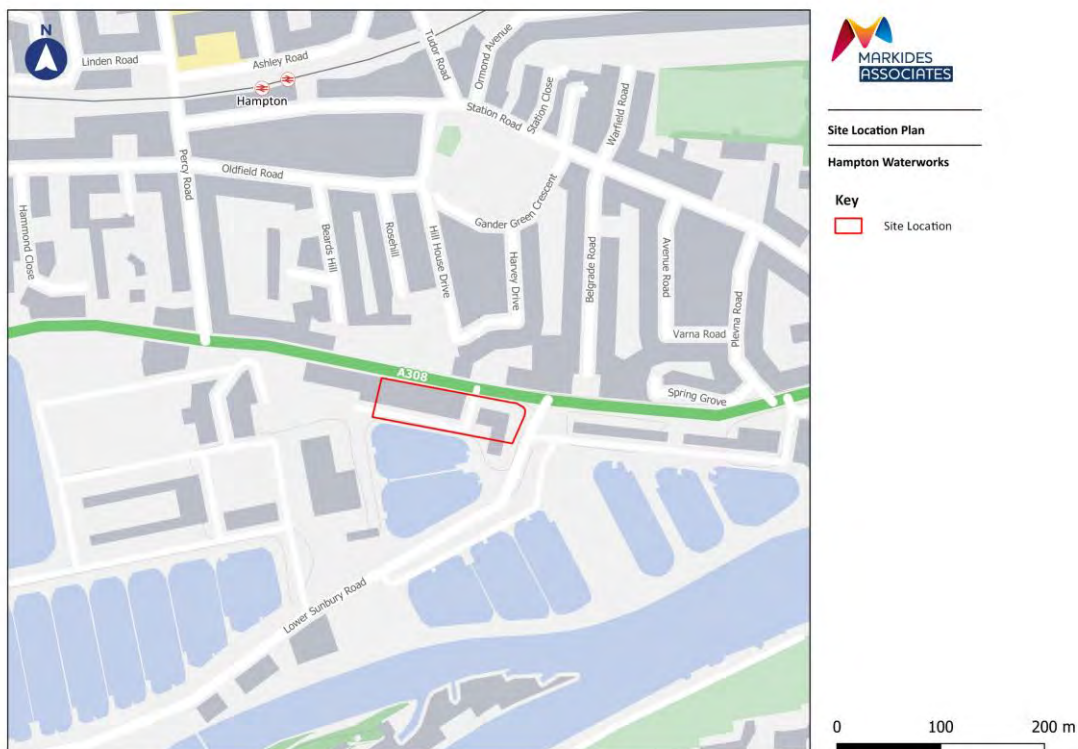 N
Linden Road
Ashley Road
Hampton
Tudor Road
Ormond Avenue
Station Road
Station Close
Warfield Road
Percy Road
Oldfield Road
Gander Green Crescent
Hammond Close
Beards Hill
Rosehill
Hill House Drive
Harvey Drive
Belgrade Road
Avenue Road
Varna Road
Plevna Road
Spring Grove
A308
Lower Sunbury Road
MARKIDES
ASSOCIATES
Site Location Plan
Hampton Waterworks
Key
Site Location
0 100 200 m